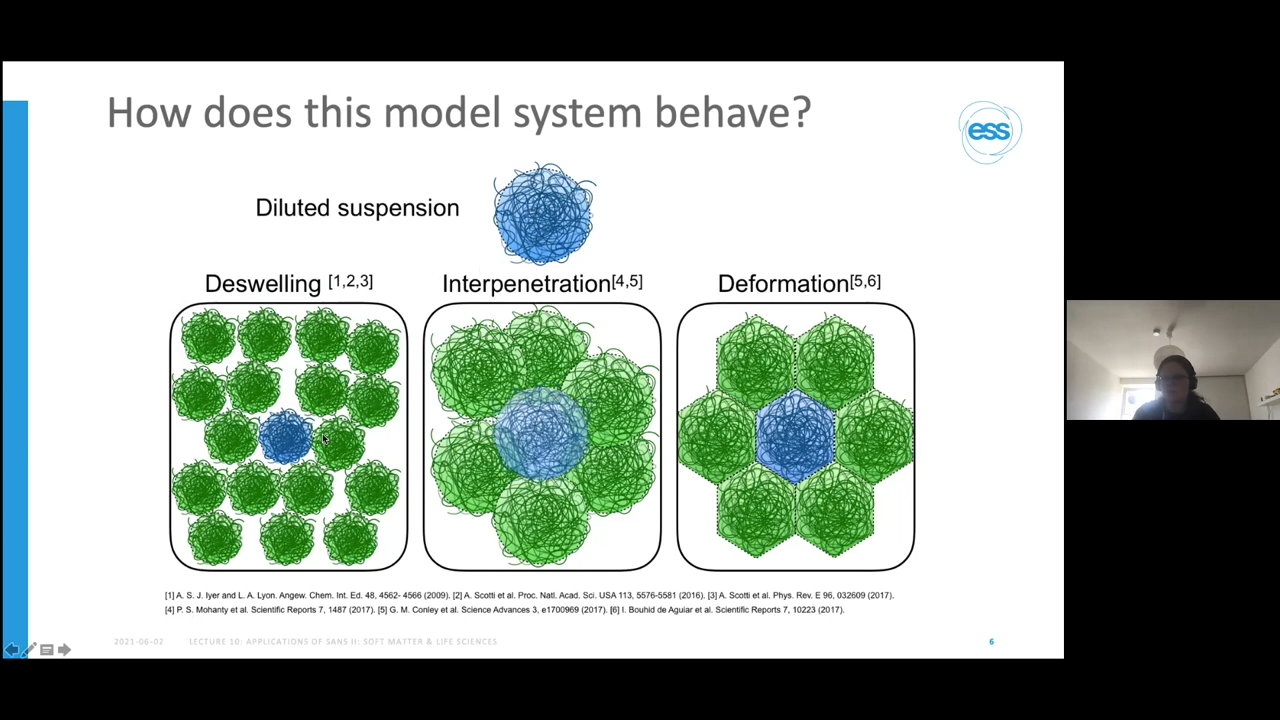 How does this model system behave?
ess
Diluted suspension
Deswelling [1,2,3]
Interpenetration[4,5]
Deformation[5,6]
[1] A. S. J. Iyer and L. A. Lyon. Angew. Chem. Int. Ed. 48, 4562- 4566 (2009). [2] A. Scotti et al. Proc. Natl. Acad. Sci. USA 113, 5576-5581 (2016). [3] A. Scotti et al. Phys. Rev. E 96, 032609 (2017).
[4] P. S. Mohanty et al. Scientific Reports 7, 1487 (2017). [5] G. M. Conley et al. Science Advances 3, e1700969 (2017). [6] I. Bouhid de Aguiar et al. Scientific Reports 7, 10223 (2017).
2021-06-02 LECTURE 10: APPLICATIONS OF SANS II: SOFT MATTER & LIFE SCIENCES 6